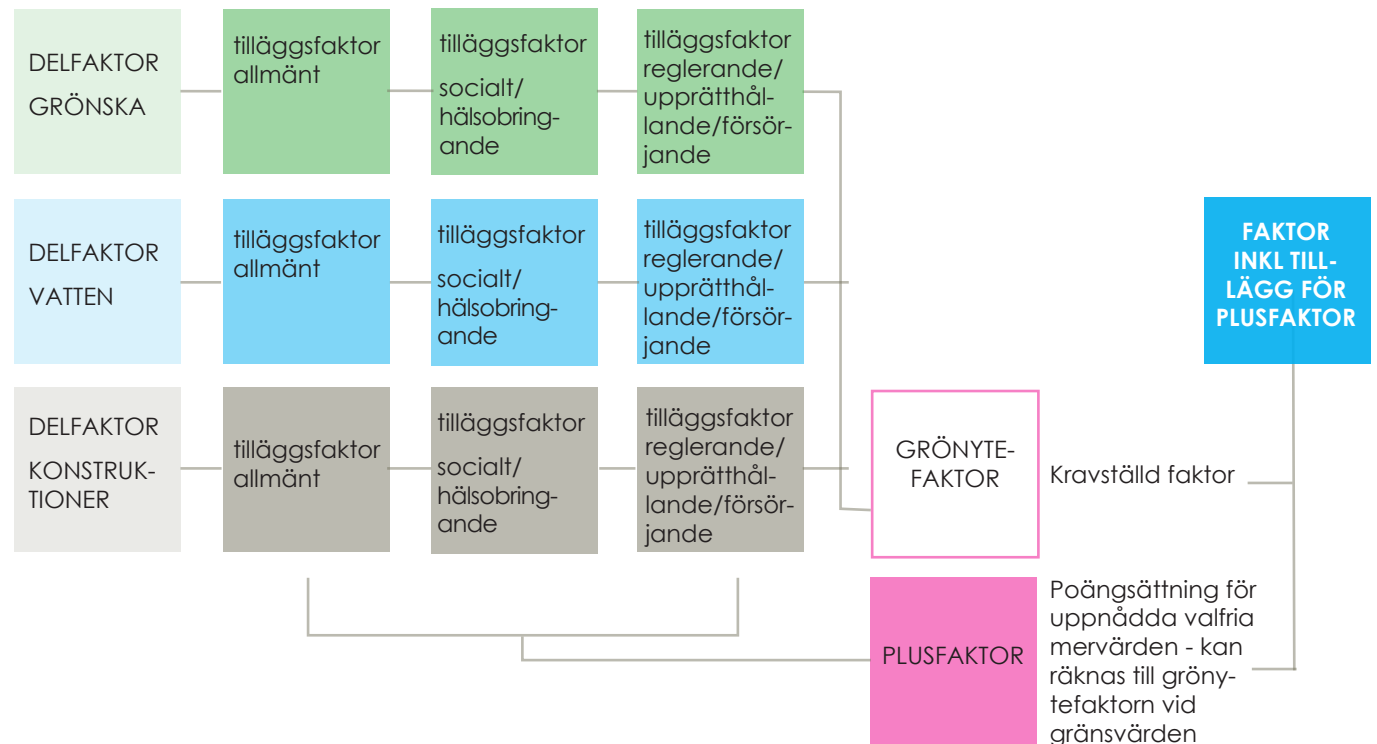 DELFAKTOR
GRÖNSKA
tilläggsfaktor
allmänt
tilläggsfaktor
socialt/
hälsobring-
ande
tilläggsfaktor
reglerande/
upprätthål-
lande/försör-
jande
DELFAKTOR
VATTEN
tilläggsfaktor
allmänt
tilläggsfaktor
socialt/
hälsobring-
ande
tilläggsfaktor
reglerande/
upprätthål-
lande/försör-
jande
FAKTOR
INKL TILL-
LÄGG FÖR
PLUSFAKTOR
DELFAKTOR
KONSTRUK-
TIONER
tilläggsfaktor
allmänt
tilläggsfaktor
socialt/
hälsobring-
ande
tilläggsfaktor
reglerande/
upprätthål-
lande/försör-
jande
GRÖNYTE-
FAKTOR
Kravställd faktor
PLUSFAKTOR
Poängsättning för
uppnådda valfria
mervärden - kan
räknas till gröny-
tefaktorn vid
gränsvärden